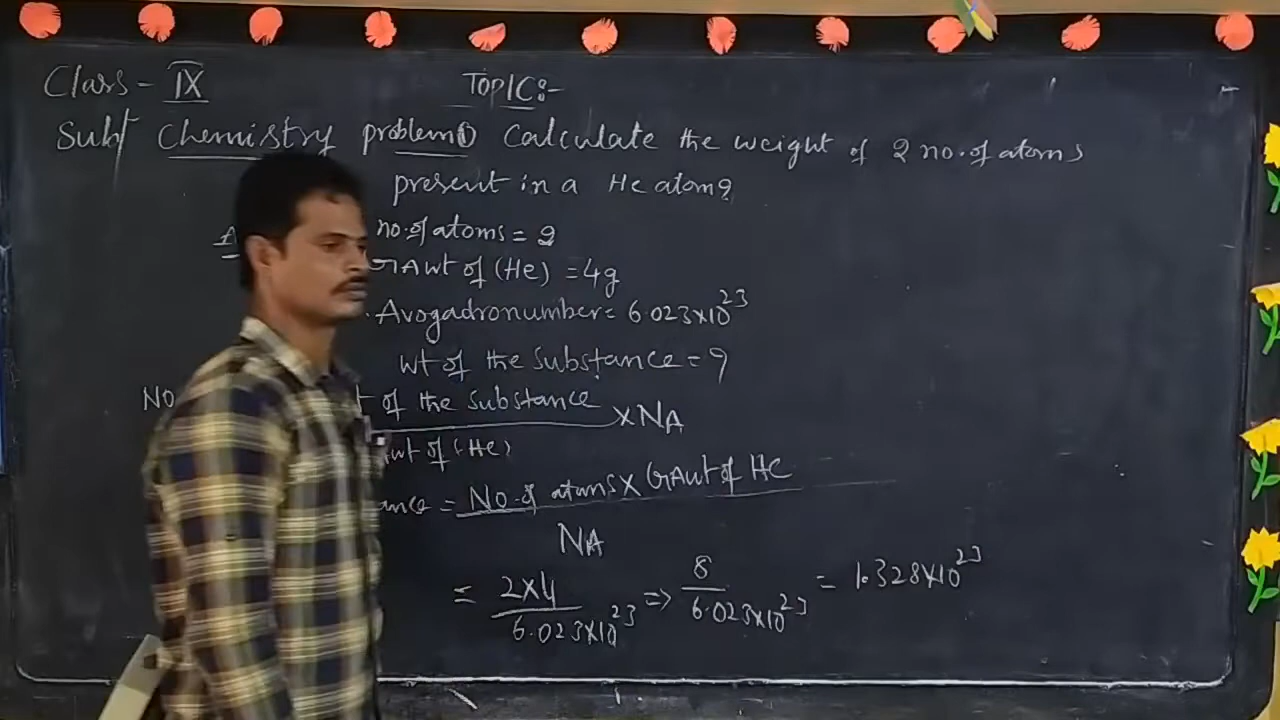 Class - IX
TOPIC:-
Subt Chemistry problem① Calculate the weight of 2 no. of atoms
present in a He atom?
no. of atoms = 2
GAwt of (He) = 4g
Avogadronumber = 6.023×10²³
wt of the substance = ?
No of the substance ×NA
Awt of (He)
ance = No. of atoms × GAwt of He
NA
= 2×4 / 6.023×10²³ => 8 / 6.023×10²³ = 1.328×10²³